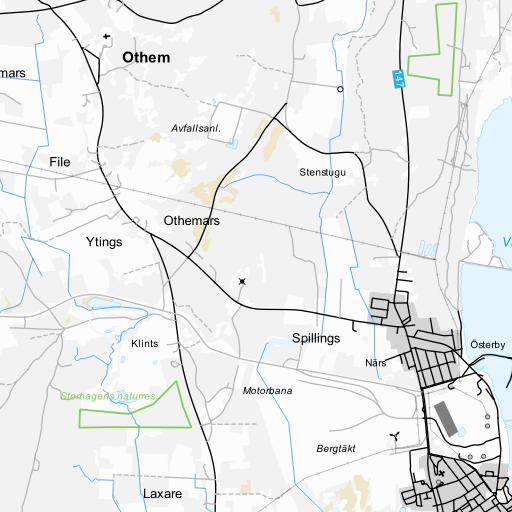 Othem
mars
147
Avfallsanl.
File
Stenstugu
Othemars
Ytings
V
Spillings
Klints
Österby
Närs
Motorbana
Storhagens naturres.
Bergtäkt
Laxare